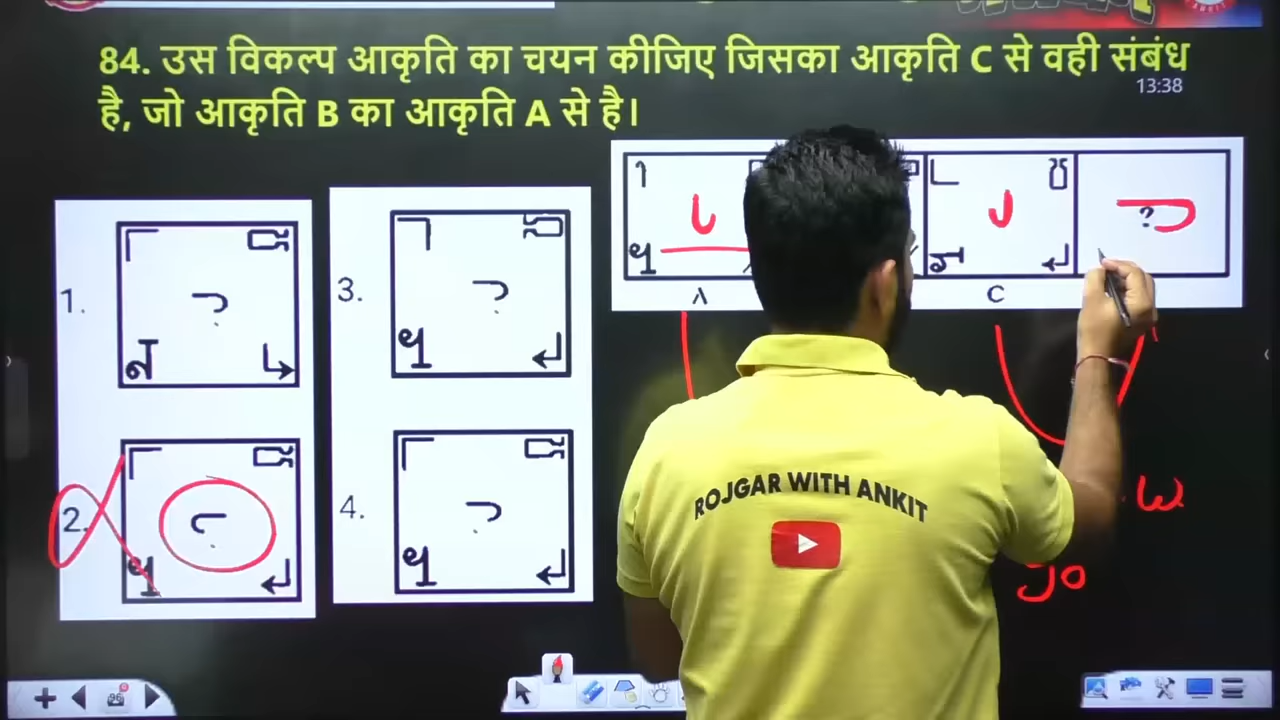 84. उस विकल्प आकृति का चयन कीजिए जिसका आकृति C से वही संबंध
13:38
है, जो आकृति B का आकृति A से है।
?
A
C
1.
3.
2.
4.
ROJGAR WITH ANKIT